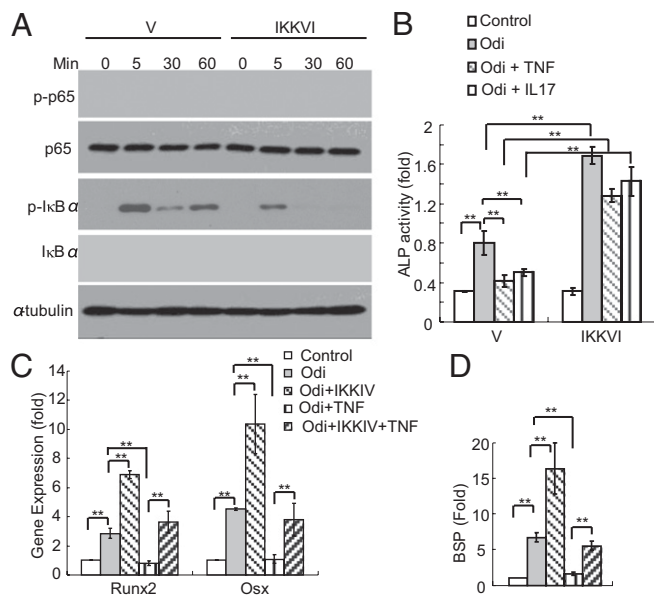 A
V IKKVI
Min 0 5 30 60 0 5 30 60
p-p65
p65
p-IκB α
IκB α
α-tubulin
B
Control
Odi
Odi + TNF
Odi + IL17
ALP activity (fold)
2
1.6
1.2
0.8
0.4
0
**
**
**
**
**
**
V IKKVI
C
Control
Odi
Odi+IKKIV
Odi+TNF
Odi+IKKIV+TNF
Gene Expression (fold)
14
12
10
8
6
4
2
0
**
**
**
**
**
**
**
**
Runx2 Osx
D
BSP (Fold)
20
15
10
5
0
**
**
**
**